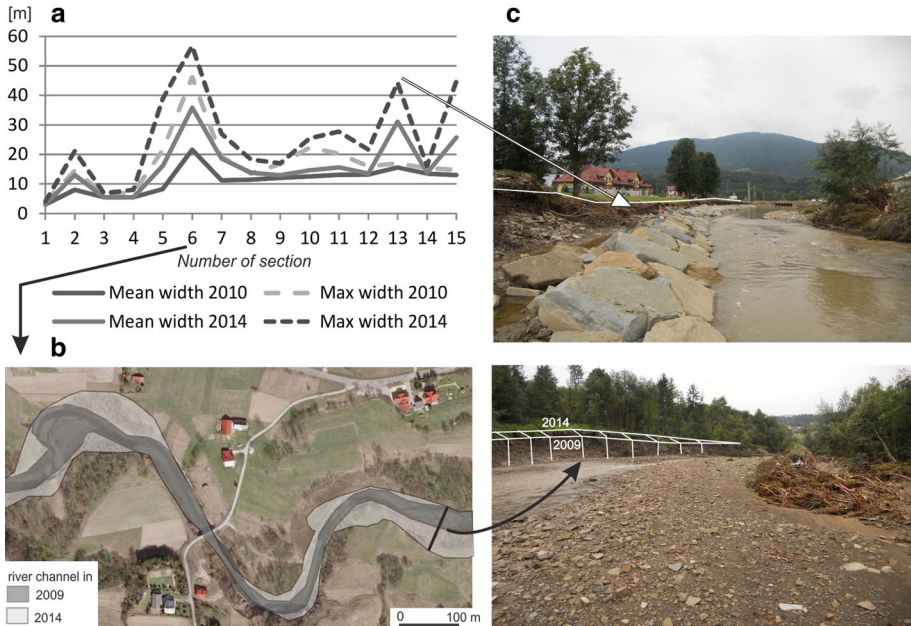 [m] a
60
50
40
30
20
10
0
1 2 3 4 5 6 7 8 9 10 11 12 13 14 15
Number of section
Mean width 2010 Max width 2010
Mean width 2014 Max width 2014
c
b
river channel in
2009
2014
0 100 m
2014
2009